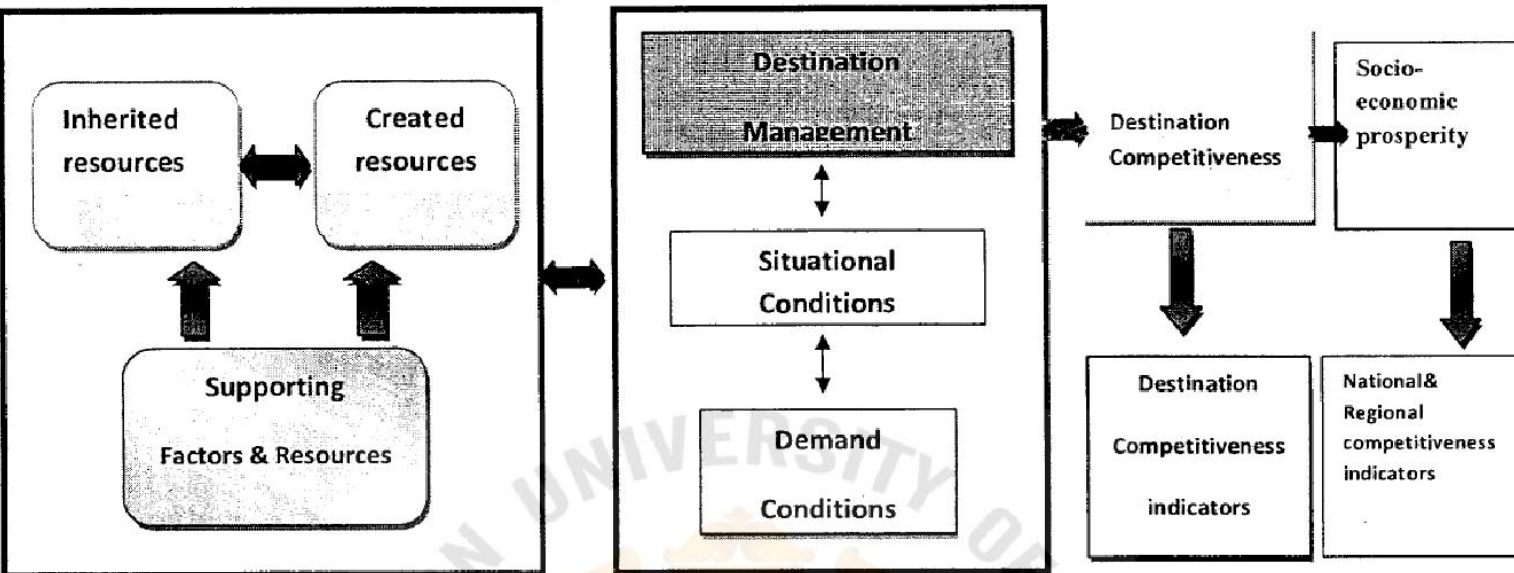 Inherited
resources
Created
resources
Supporting
Factors & Resources
Destination
Management
Situational
Conditions
Demand
Conditions
Destination
Competitiveness
Socio-
economic
prosperity
Destination
Competitiveness
indicators
National&
Regional
competitiveness
indicators
UNIVERSITY OF